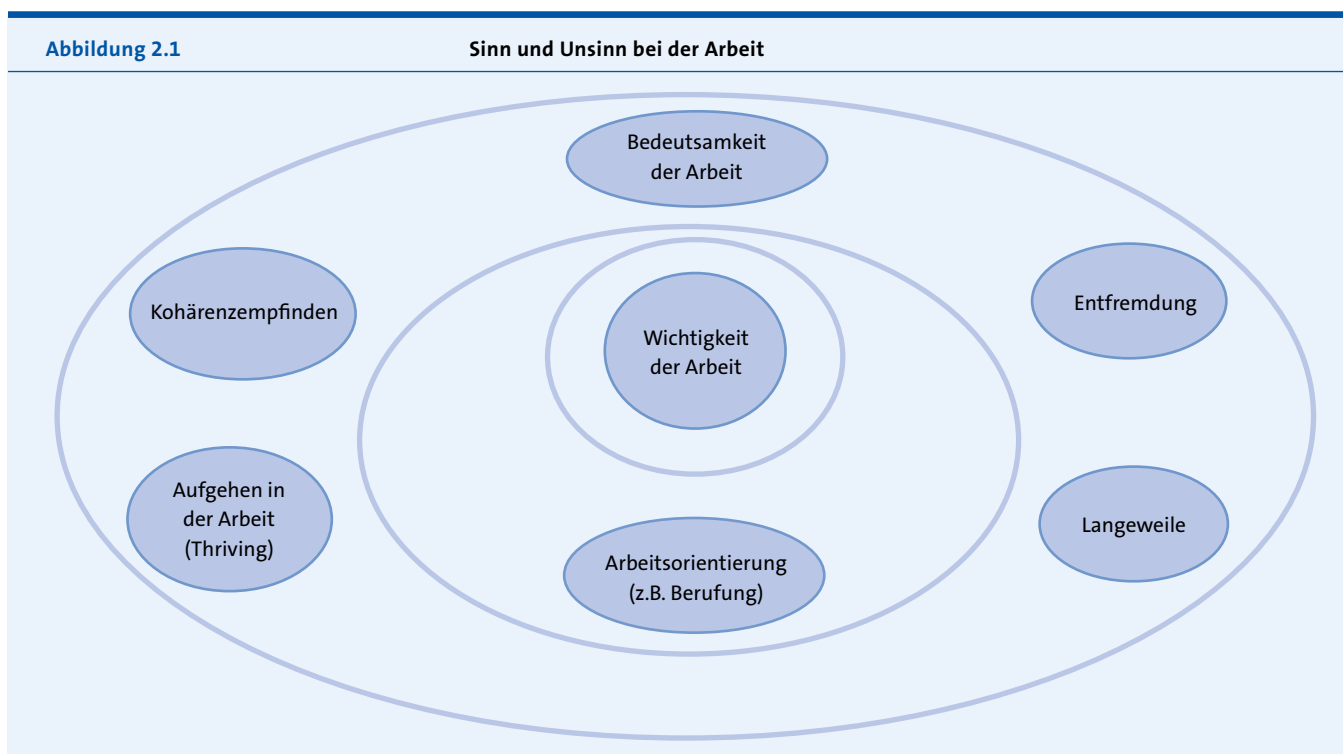 Abbildung 2.1
Sinn und Unsinn bei der Arbeit
Bedeutsamkeit
der Arbeit
Kohärenzempfinden
Wichtigkeit
der Arbeit
Entfremdung
Aufgehen in
der Arbeit
(Thriving)
Arbeitsorientierung
(z.B. Berufung)
Langeweile